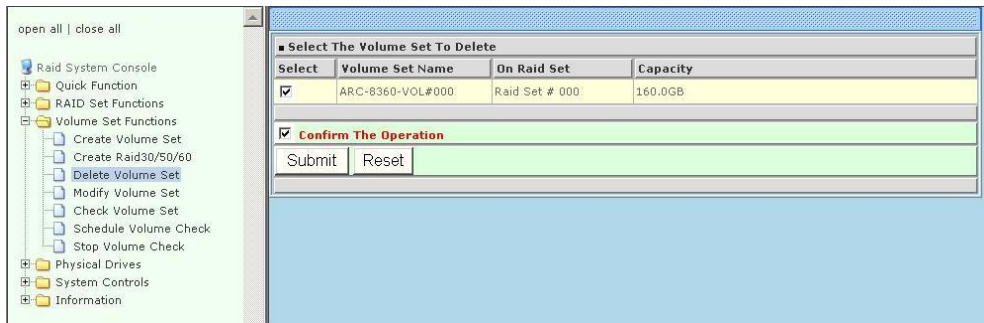 open all | close all
Raid System Console
Quick Function
RAID Set Functions
Volume Set Functions
Create Volume Set
Create Raid30/50/60
Delete Volume Set
Modify Volume Set
Check Volume Set
Schedule Volume Check
Stop Volume Check
Physical Drives
System Controls
Information
Select The Volume Set To Delete
Select Volume Set Name On Raid Set Capacity
ARC-8360-VOL#000 Raid Set # 000 160.0GB
Confirm The Operation
Submit Reset